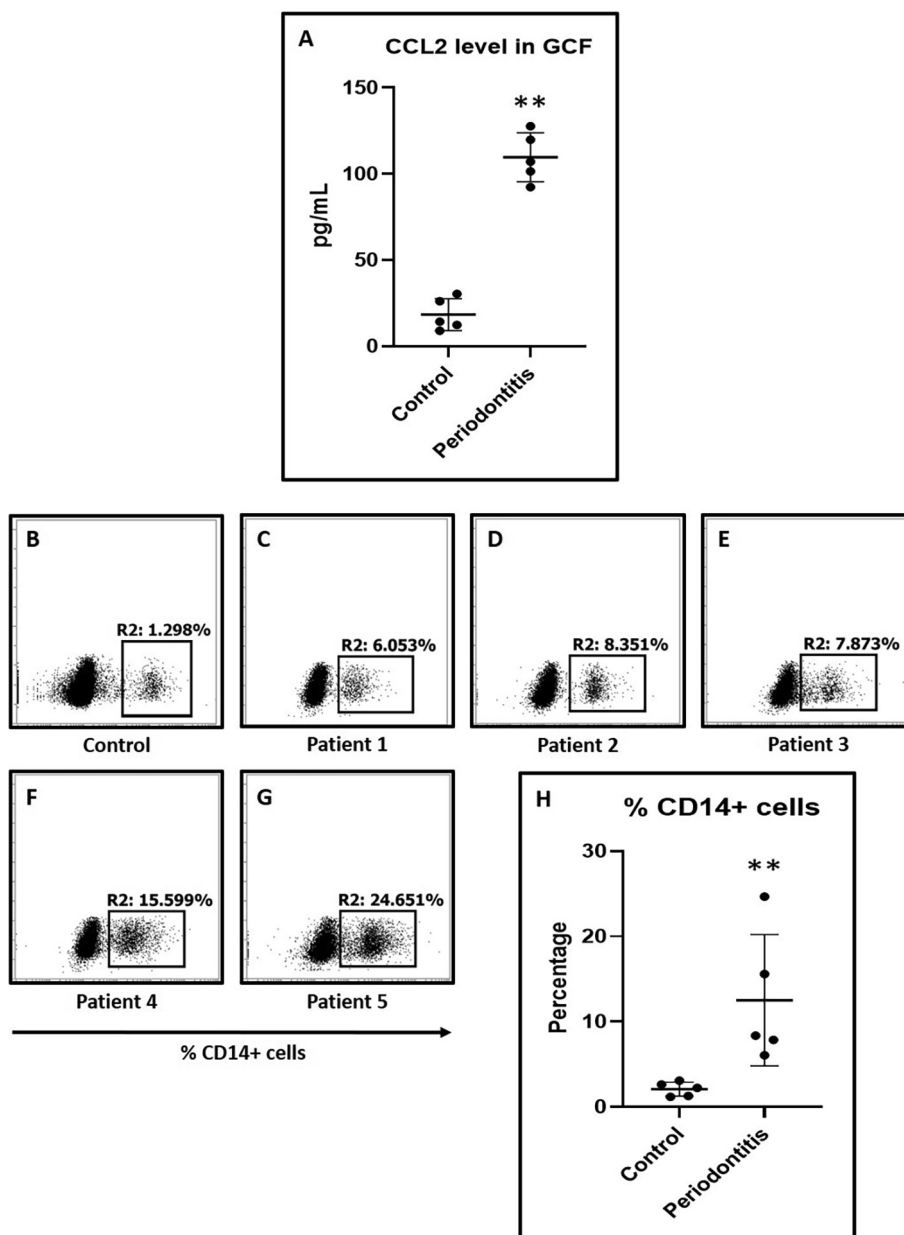 A
CCL2 level in GCF
150
**
100
pg/mL
50
0
Control
Periodontitis
B
R2: 1.298%
Control
C
R2: 6.053%
Patient 1
D
R2: 8.351%
Patient 2
E
R2: 7.873%
Patient 3
F
R2: 15.599%
Patient 4
G
R2: 24.651%
Patient 5
% CD14+ cells
H
% CD14+ cells
30
**
20
Percentage
10
0
Control
Periodontitis